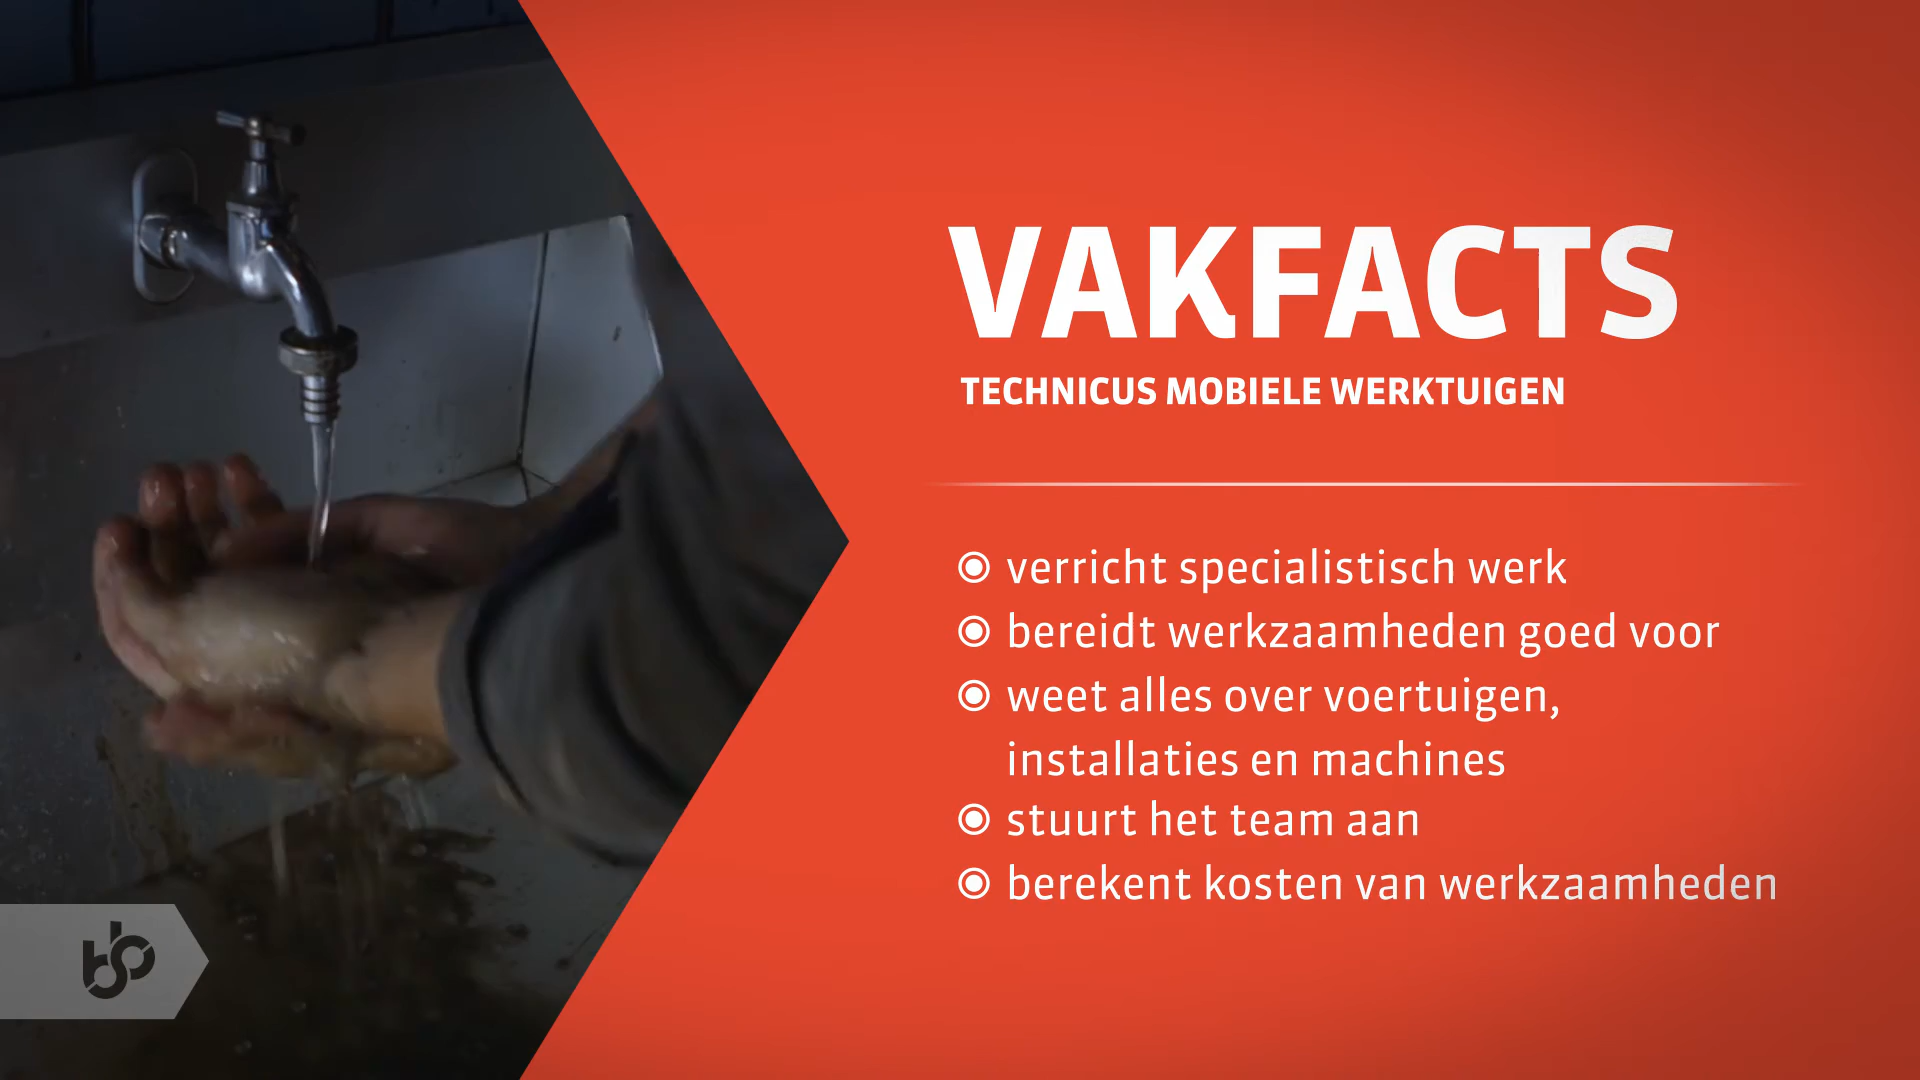 VAKFACTS
TECHNICUS MOBIELE WERKTUIGEN
verricht specialistisch werk
bereidt werkzaamheden goed voor
weet alles over voertuigen,
installaties en machines
stuurt het team aan
berekent kosten van werkzaamheden